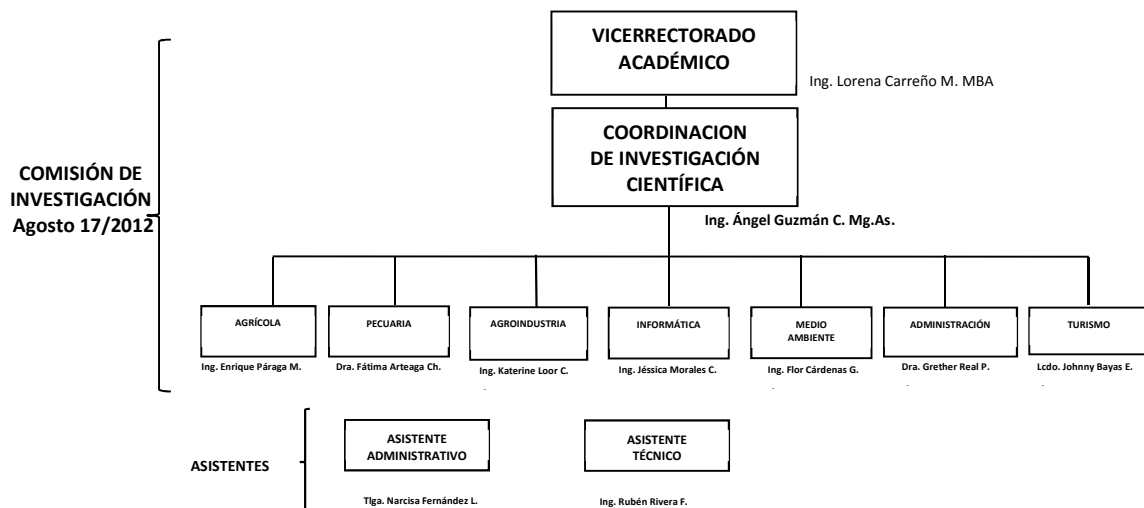 VICERRECTORADO
ACADÉMICO
Ing. Lorena Carreño M. MBA
COORDINACION
DE INVESTIGACIÓN
CIENTÍFICA
Ing. Ángel Guzmán C. Mg.As.
COMISIÓN DE
INVESTIGACIÓN
Agosto 17/2012
AGRÍCOLA
Ing. Enrique Páraga M.
PECUARIA
Dra. Fátima Arteaga Ch.
AGROINDUSTRIA
Ing. Katerine Loor C.
INFORMÁTICA
Ing. Jéssica Morales C.
MEDIO
AMBIENTE
Ing. Flor Cárdenas G.
ADMINISTRACIÓN
Dra. Grether Real P.
TURISMO
Lcdo. Johnny Bayas E.
ASISTENTES
ASISTENTE
ADMINISTRATIVO
Tlga. Narcisa Fernández L.
ASISTENTE
TÉCNICO
Ing. Rubén Rivera F.